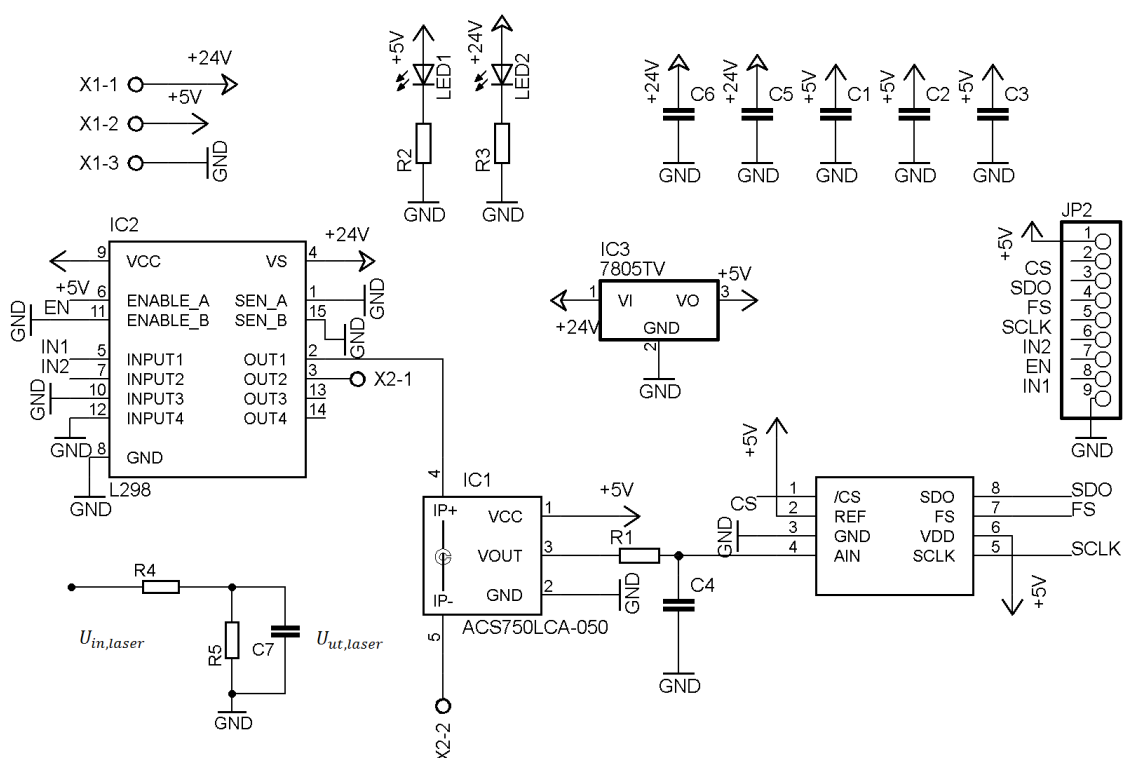 +24V
X1-1
+5V
X1-2
X1-3
GND
+5V
LED1
R2
GND
+24V
LED2
R3
GND
+24V
C6
GND
+24V
C5
GND
+5V
C1
GND
+5V
C2
GND
+5V
C3
GND
IC2
9 VCC VS 4
+24V
+5V
EN
6 ENABLE_A SEN_A 1
GND
11 ENABLE_B SEN_B 15
GND
GND
IN1
5 INPUT1 OUT1 2
IN2
7 INPUT2 OUT2 3
X2-1
10 INPUT3 OUT3 13
GND
12 INPUT4 OUT4 14
GND
8 GND
GND
L298
IC3
7805TV
1 VI VO 3
+5V
+24V
GND
2
GND
JP2
+5V
1
CS
2
SDO
3
FS
4
SCLK
5
IN2
6
EN
7
IN1
8
9
GND
4
IC1
IP+
VCC 1
+5V
VOUT 3
R1
GND 2
GND
IP-
ACS750LCA-050
5
X2-2
C4
GND
+5V
CS
1 /CS SDO 8
SDO
2 REF FS 7
FS
GND
3 GND VDD 6
4 AIN SCLK 5
SCLK
+5V
R4
U in,laser
R5
C7
U ut,laser
GND